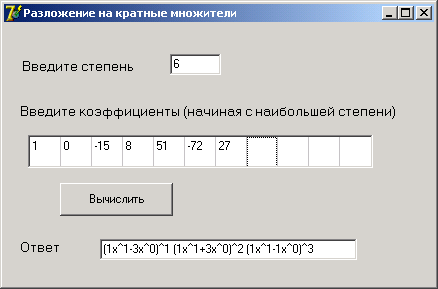 Разложение на кратные множители
Введите степень 6
Введите коэффициенты (начиная с наибольшей степени)
1 0 -15 8 51 -72 27
Вычислить
Ответ (1x^1-3x^0)^1 (1x^1+3x^0)^2 (1x^1-1x^0)^3